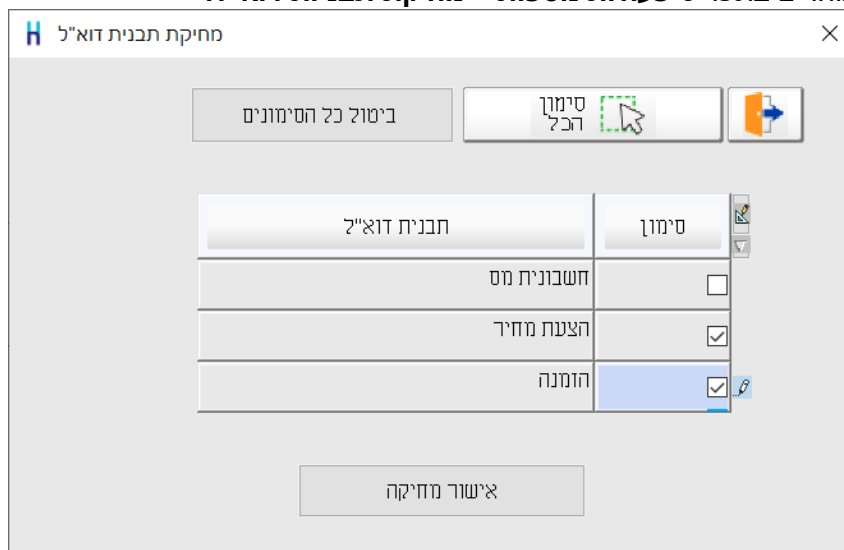 מחיקת תבנית דוא"ל
סימון
הכל
ביטול כל הסימונים
סימון תבנית דוא"ל
חשבונית מס
הצעת מחיר
הזמנה
אישור מחיקה